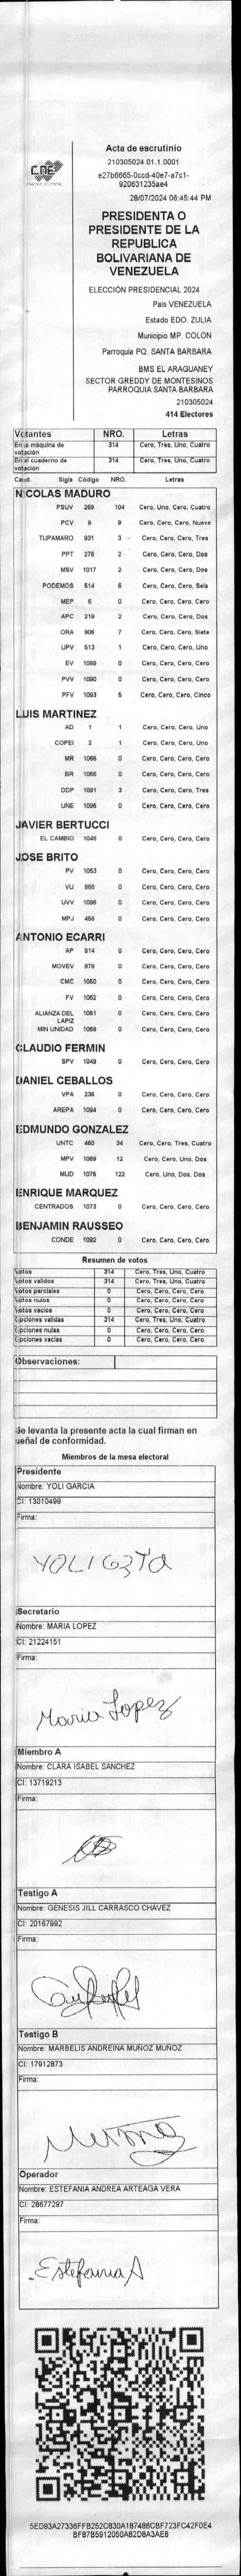 CNE
Acta de escrutinio
210305024.01.1.0001
e27b6665-0ccd-40e7-a7c1-
920631235ae4
28/07/2024 06:45:44 PM
PRESIDENTA O
PRESIDENTE DE LA
REPUBLICA
BOLIVARIANA DE
VENEZUELA
ELECCIÓN PRESIDENCIAL 2024
Pais VENEZUELA
Estado EDO. ZULIA
Municipio MP. COLON
Parroquia PQ. SANTA BARBARA
BMS EL ARAGUANEY
SECTOR GREDDY DE MONTESINOS
PARROQUIA SANTA BARBARA
210305024
414 Electores
Votantes NRO. Letras
En la máquina de votación 314 Cero, Tres, Uno, Cuatro
En el cuaderno de votación 314 Cero, Tres, Uno, Cuatro
Cand. Sigla Código NRO. Letras
NICOLAS MADURO
PSUV 269 104 Cero, Uno, Cero, Cuatro
PCV 9 9 Cero, Cero, Cero, Nueve
TUPAMARO 931 3 Cero, Cero, Cero, Tres
PPT 276 2 Cero, Cero, Cero, Dos
MSV 1017 2 Cero, Cero, Cero, Dos
PODEMOS 514 6 Cero, Cero, Cero, Seis
MEP 6 0 Cero, Cero, Cero, Cero
APC 219 2 Cero, Cero, Cero, Dos
ORA 906 7 Cero, Cero, Cero, Siete
UPV 513 1 Cero, Cero, Cero, Uno
EV 1089 0 Cero, Cero, Cero, Cero
PVV 1090 0 Cero, Cero, Cero, Cero
PFV 1093 5 Cero, Cero, Cero, Cinco
LUIS MARTINEZ
AD 1 1 Cero, Cero, Cero, Uno
COPEI 2 1 Cero, Cero, Cero, Uno
MR 1065 0 Cero, Cero, Cero, Cero
BR 1086 0 Cero, Cero, Cero, Cero
DDP 1091 3 Cero, Cero, Cero, Tres
UNE 1095 0 Cero, Cero, Cero, Cero
JAVIER BERTUCCI
EL CAMBIO 1048 0 Cero, Cero, Cero, Cero
JOSE BRITO
PV 1053 0 Cero, Cero, Cero, Cero
VU 868 0 Cero, Cero, Cero, Cero
UVV 1096 0 Cero, Cero, Cero, Cero
MPJ 458 0 Cero, Cero, Cero, Cero
ANTONIO ECARRI
AP 814 0 Cero, Cero, Cero, Cero
MOVEV 878 0 Cero, Cero, Cero, Cero
CMC 1050 0 Cero, Cero, Cero, Cero
FV 1052 0 Cero, Cero, Cero, Cero
ALIANZA DEL LAPIZ 1051 0 Cero, Cero, Cero, Cero
MIN UNIDAD 1068 0 Cero, Cero, Cero, Cero
CLAUDIO FERMIN
SPV 1049 0 Cero, Cero, Cero, Cero
DANIEL CEBALLOS
VPA 236 0 Cero, Cero, Cero, Cero
AREPA 1094 0 Cero, Cero, Cero, Cero
EDMUNDO GONZALEZ
UNTC 460 34 Cero, Cero, Tres, Cuatro
MPV 1069 12 Cero, Cero, Uno, Dos
MUD 1075 122 Cero, Uno, Dos, Dos
ENRIQUE MARQUEZ
CENTRADOS 1073 0 Cero, Cero, Cero, Cero
BENJAMIN RAUSSEO
CONDE 1092 0 Cero, Cero, Cero, Cero
Resumen de votos
Votos 314 Cero, Tres, Uno, Cuatro
Votos validos 314 Cero, Tres, Uno, Cuatro
Votos parciales 0 Cero, Cero, Cero, Cero
Votos nulos 0 Cero, Cero, Cero, Cero
Votos vacios 0 Cero, Cero, Cero, Cero
Opciones validas 314 Cero, Tres, Uno, Cuatro
Opciones nulas 0 Cero, Cero, Cero, Cero
Opciones vacias 0 Cero, Cero, Cero, Cero
Observaciones:
Se levanta la presente acta la cual firman en
señal de conformidad.
Miembros de la mesa electoral
Presidente
Nombre: YOLI GARCIA
CI: 13010499
Firma:
Secretario
Nombre: MARIA LOPEZ
CI: 21224151
Firma:
Maria Lopez
Miembro A
Nombre: CLARA ISABEL SANCHEZ
CI: 13719213
Firma:
Testigo A
Nombre: GENESIS JILL CARRASCO CHAVEZ
CI: 20167992
Firma:
Testigo B
Nombre: MARBELIS ANDREINA MUÑOZ MUÑOZ
CI: 17912873
Firma:
Operador
Nombre: ESTEFANIA ANDREA ARTEAGA VERA
CI: 28677297
Firma:
Estefania A
5ED93A27336FFB252C830A187486CBF723FC42F0E4
BF87B5912050A82D8A3AE8